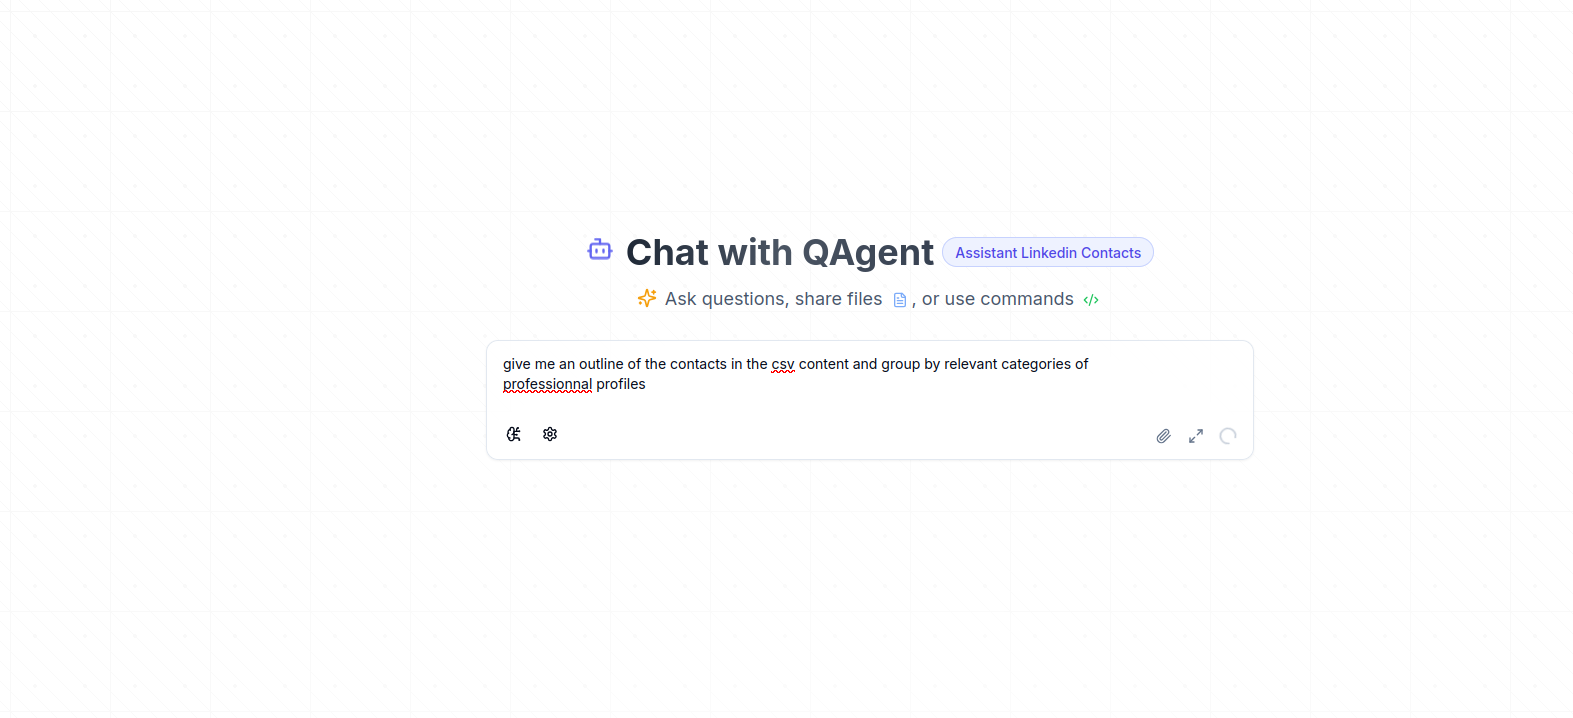 Chat with QAgent Assistant Linkedin Contacts
Ask questions, share files , or use commands
give me an outline of the contacts in the csv content and group by relevant categories of
professionnal profiles